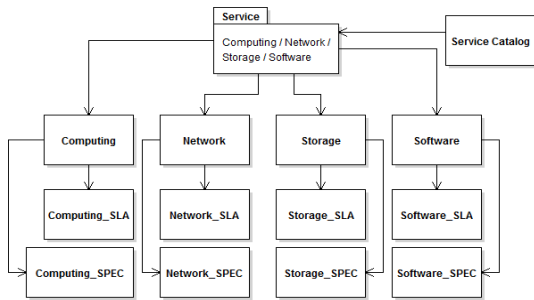 Service
Computing / Network /
Storage / Software
Service Catalog
Computing
Network
Storage
Software
Computing_SLA
Network_SLA
Storage_SLA
Software_SLA
Computing_SPEC
Network_SPEC
Storage_SPEC
Software_SPEC